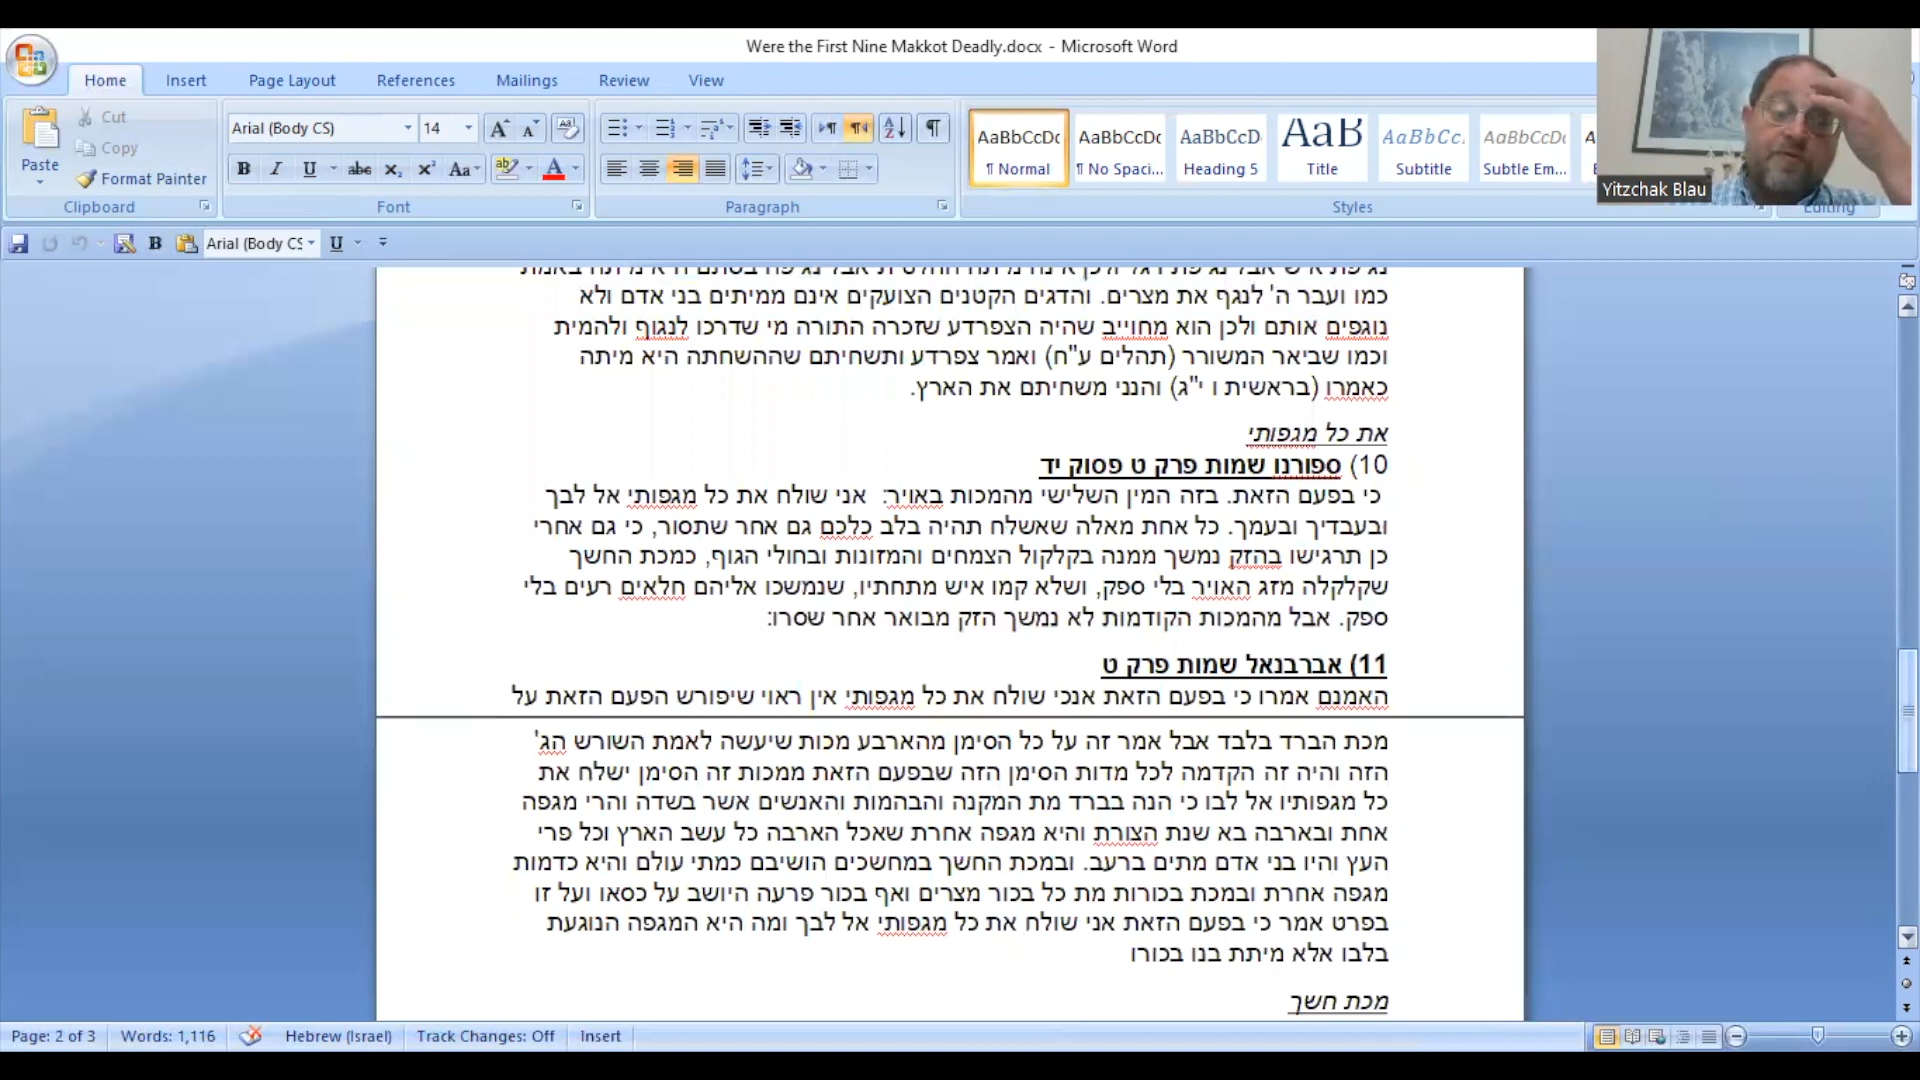 Were the First Nine Makkot Deadly.docx - Microsoft Word
Home Insert Page Layout References Mailings Review View
Paste
Cut
Copy
Format Painter
Clipboard
Arial (Body CS) 14
Font
Paragraph
AaBbCcDc AaBbCcDc AaBbCcD AaB AaBbCc. AaBbCcDc
¶ Normal ¶ No Spaci... Heading 5 Title Subtitle Subtle Em...
Styles
Editing
Yitzchak Blau
Arial (Body CS
כמו ועבר ה' לנגף את מצרים. והדגים הקטנים הצועקים אינם ממיתים בני אדם ולא
נוגפים אותם ולכן הוא מחוייב שהיה הצפרדע שזכרה התורה מי שדרכו לנגוף ולהמית
וכמו שביאר המשורר (תהלים ע"ח) ואמר צפרדע ותשחיתם שההשחתה היא מיתה
כאמרו (בראשית ו י"ג) והנני משחיתם את הארץ.
את כל מגפותי
10) ספורנו שמות פרק ט פסוק יד
כי בפעם הזאת. בזה המין השלישי מהמכות באויר: אני שולח את כל מגפותי אל לבך
ובעבדיך ובעמך. כל אחת מאלה שאשלח תהיה בלב כלכם גם אחר שתסור, כי גם אחרי
כן תרגישו בהזק נמשך ממנה בקלקול הצמחים והמזונות ובחולי הגוף, כמכת החשך
שקלקלה מזג האויר בלי ספק, ושלא קמו איש מתחתיו, שנמשכו אליהם חלאים רעים בלי
ספק. אבל מהמכות הקודמות לא נמשך הזק מבואר אחר שסרו:
11) אברבנאל שמות פרק ט
האמנם אמרו כי בפעם הזאת אנכי שולח את כל מגפותי אין ראוי שיפורש הפעם הזאת על
מכת הברד בלבד אבל אמר זה על כל הסימן מהארבע מכות שיעשה לאמת השורש הג'
הזה והיה זה הקדמה לכל מדות הסימן הזה שבפעם הזאת ממכות זה הסימן ישלח את
כל מגפותיו אל לבו כי הנה בברד מת המקנה והבהמות והאנשים אשר בשדה והרי מגפה
אחת ובארבה בא שנת הצורת והיא מגפה אחרת שאכל הארבה כל עשב הארץ וכל פרי
העץ והיו בני אדם מתים ברעב. ובמכת החשך במחשכים הושיבם כמתי עולם והיא כדמות
מגפה אחרת ובמכת בכורות מת כל בכור מצרים ואף בכור פרעה היושב על כסאו ועל זו
בפרט אמר כי בפעם הזאת אני שולח את כל מגפותי אל לבך ומה היא המגפה הנוגעת
בלבו אלא מיתת בנו בכורו
מכת חשך
Page: 2 of 3 Words: 1,116 Hebrew (Israel) Track Changes: Off Insert